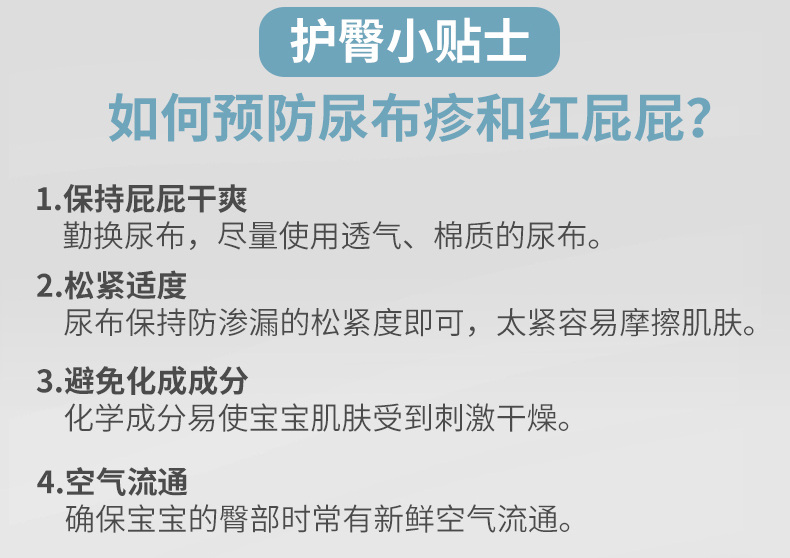 护臀小贴士
如何预防尿布疹和红屁屁?
1.保持屁屁干爽
勤换尿布，尽量使用透气、棉质的尿布。
2.松紧适度
尿布保持防渗漏的松紧度即可，太紧容易摩擦肌肤。
3.避免化成成分
化学成分易使宝宝肌肤受到刺激干燥。
4.空气流通
确保宝宝的臀部时常有新鲜空气流通。